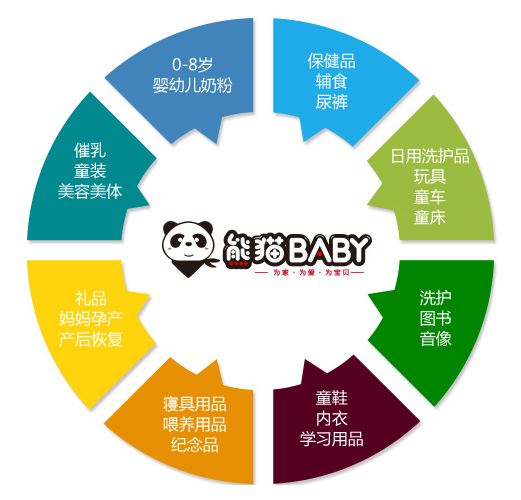 0-8岁
婴幼儿奶粉
保健品
辅食
尿裤
日用洗护品
玩具
童车
童床
洗护
图书
音像
童鞋
内衣
学习用品
寝具用品
喂养用品
纪念品
礼品
妈妈孕产
产后恢复
催乳
童装
美容美体
熊猫BABY
为家·为爱·为宝贝